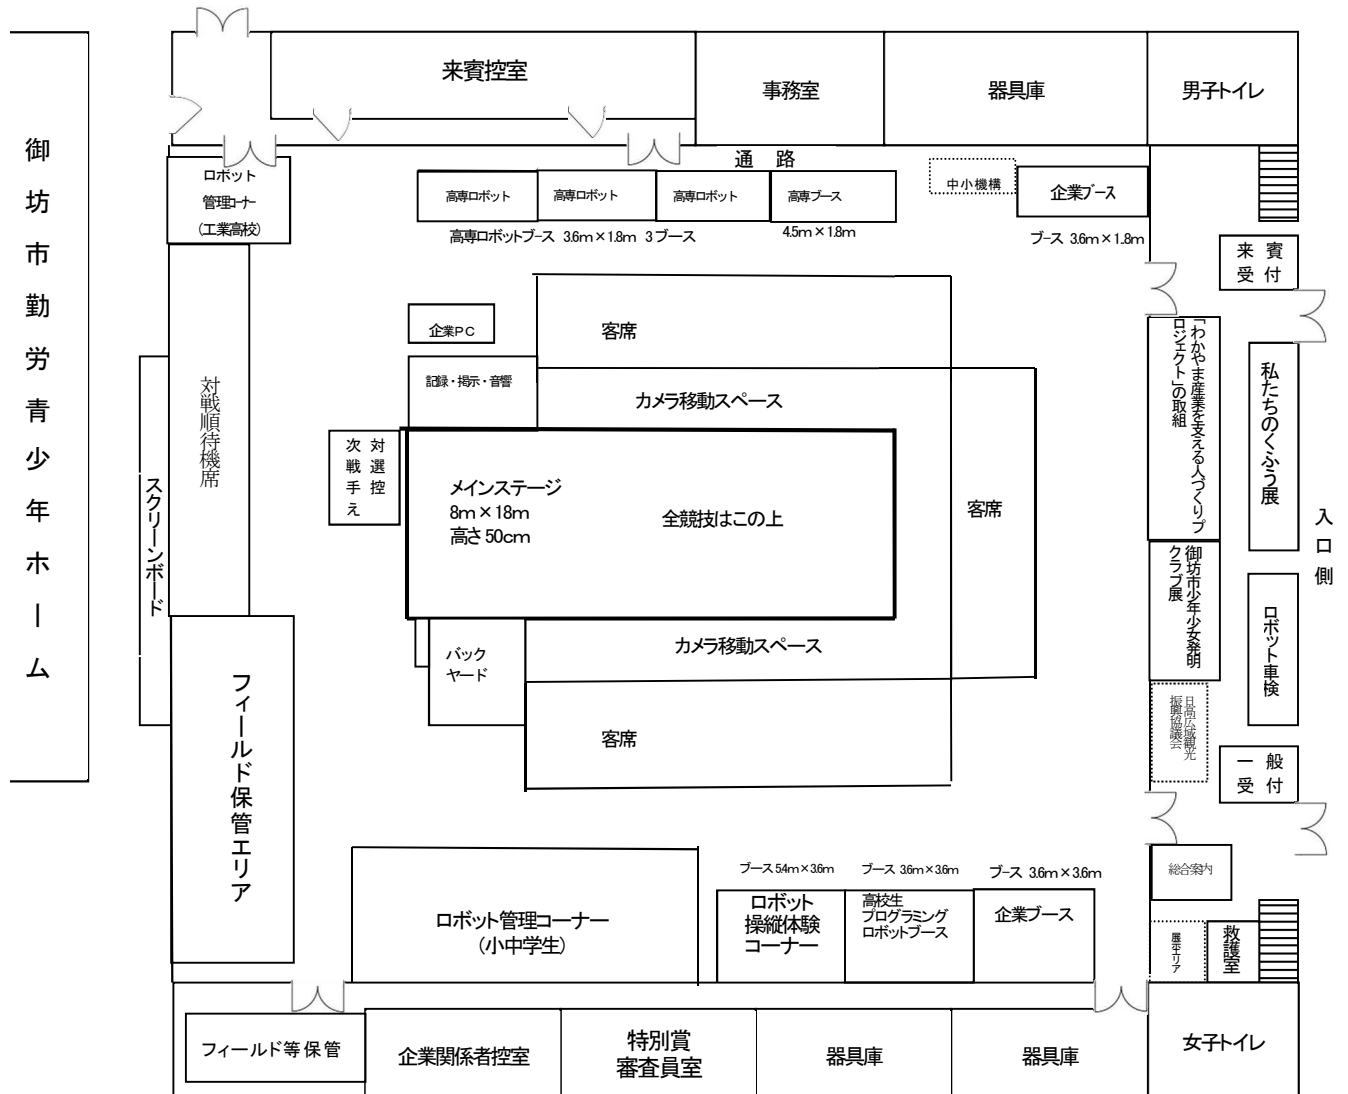 御坊市勤労青少年ホーム
来賓控室
事務室
器具庫
男子トイレ
通 路
ロボット
管理コーナー
(工業高校)
高専ロボット
高専ロボット
高専ロボット
高専ブース
中小機構
企業ブース
高専ロボットブース 3.6m×1.8m 3ブース
4.5m×1.8m
ブース 3.6m×1..8m
来 賓
受 付
企業PC
客席
記録・掲示・音響
カメラ移動スペース
対戦順待機席
スクリーンボード
次 対
戦 選
手 控
え
メインステージ
8m×18m
高さ50cm
全競技はこの上
客席
「わかやま産業を支える人づくりプ
ロジェクト」の取組
私たちのくふう展
入口側
御坊市少年少女発明
クラブ展
ロボット車検
バック
ヤード
カメラ移動スペース
客席
フィールド保管エリア
日高広域観光
振興協議会
一 般
受 付
ブース 5.4m×3.6m
ブース 3.6m×3.6m
ブース 3.6m×3.6m
総合案内
ロボット管理コーナー
(小中学生)
ロボット
操縦体験
コーナー
高校生
プログラミング
ロボットブース
企業ブース
展示エリア
救護室
フィールド等保管
企業関係者控室
特別賞
審査員室
器具庫
器具庫
女子トイレ